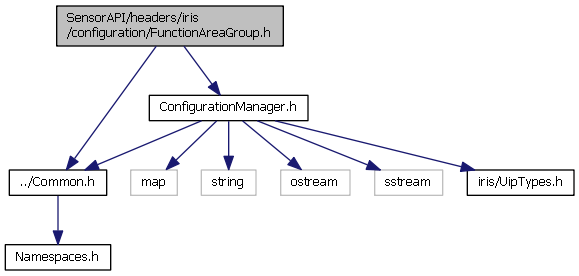 SensorAPI/headers/iris
/configuration/FunctionAreaGroup.h
ConfigurationManager.h
../Common.h
map
string
ostream
sstream
iris/UipTypes.h
Namespaces.h